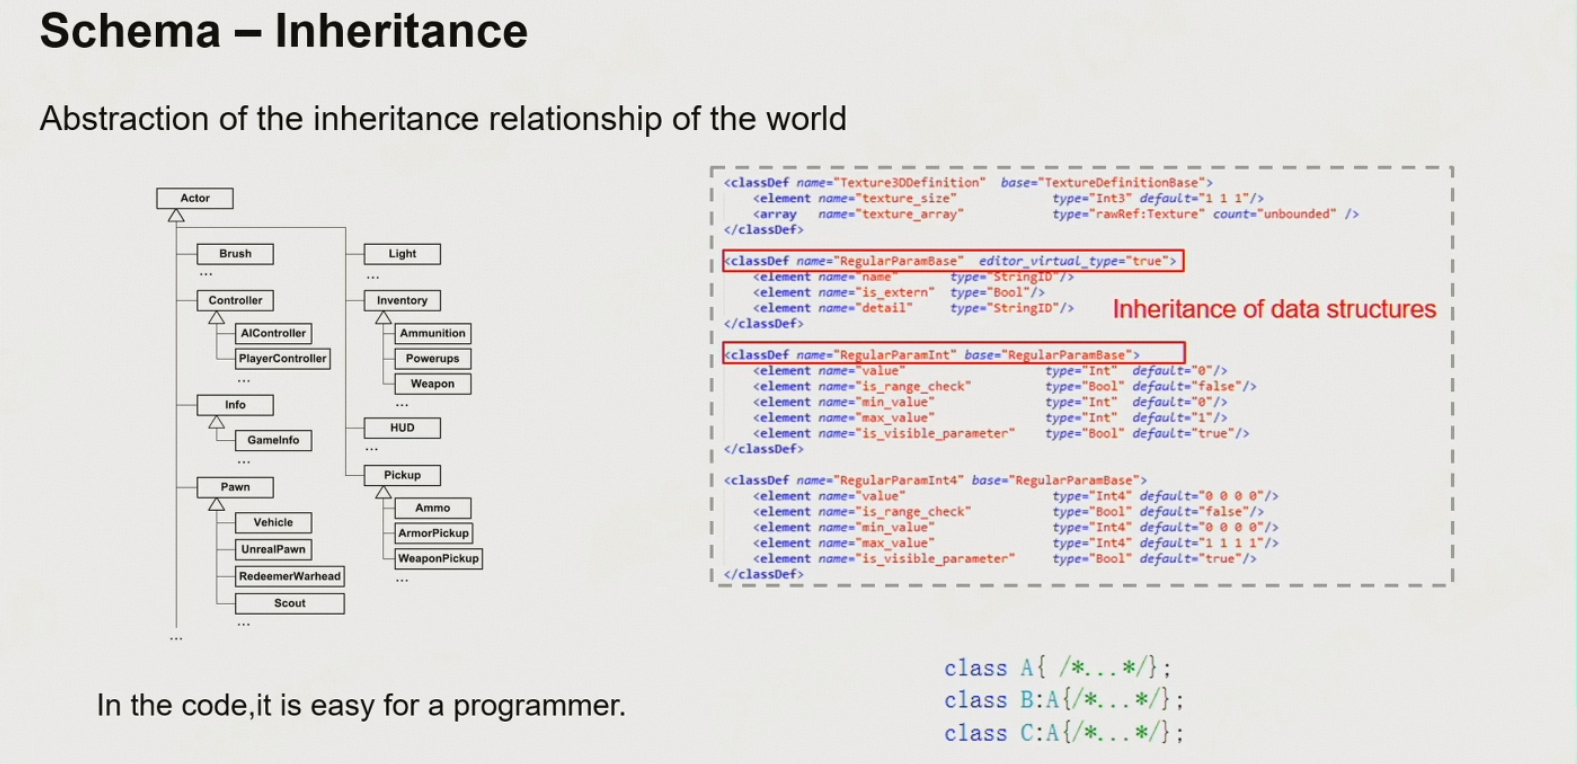 Schema – Inheritance
Abstraction of the inheritance relationship of the world
Actor
Brush
...
Controller
AIController
PlayerController
...
Info
GameInfo
...
Pawn
Vehicle
UnrealPawn
RedeemerWarhead
Scout
...
...
Light
...
Inventory
Ammunition
Powerups
Weapon
...
HUD
...
Pickup
Ammo
ArmorPickup
WeaponPickup
...
In the code,it is easy for a programmer.
<classDef name="Texture3DDefinition" base="TextureDefinitionBase">
<element name="texture_size" type="Int3" default="1 1 1"/>
<array name="texture_array" type="rawRef:Texture" count="unbounded" />
</classDef>
<classDef name="RegularParamBase" editor_virtual_type="true">
<element name="name" type="StringID"/>
<element name="is_extern" type="Bool"/>
<element name="detail" type="StringID"/>
</classDef>
Inheritance of data structures
<classDef name="RegularParamInt" base="RegularParamBase">
<element name="value" type="Int" default="0"/>
<element name="is_range_check" type="Bool" default="false"/>
<element name="min_value" type="Int" default="0"/>
<element name="max_value" type="Int" default="1"/>
<element name="is_visible_parameter" type="Bool" default="true"/>
</classDef>
<classDef name="RegularParamInt4" base="RegularParamBase">
<element name="value" type="Int4" default="0 0 0 0"/>
<element name="is_range_check" type="Bool" default="false"/>
<element name="min_value" type="Int4" default="0 0 0 0"/>
<element name="max_value" type="Int4" default="1 1 1 1"/>
<element name="is_visible_parameter" type="Bool" default="true"/>
</classDef>
class A{ /*...*/};
class B:A{/*...*/};
class C:A{/*...*/};